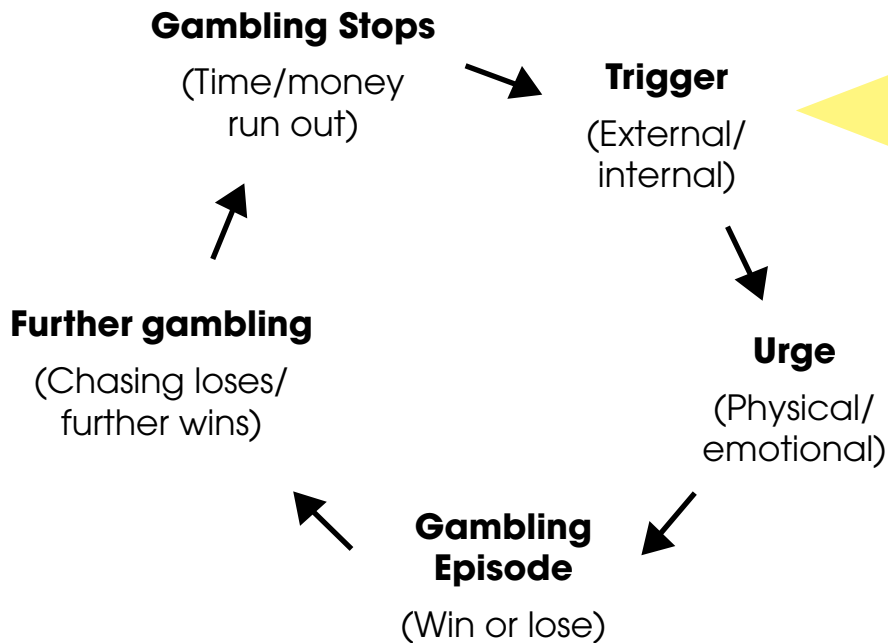 Gambling Stops
(Time/money
run out)
Trigger
(External/
internal)
Urge
(Physical/
emotional)
Gambling
Episode
(Win or lose)
Further gambling
(Chasing loses/
further wins)